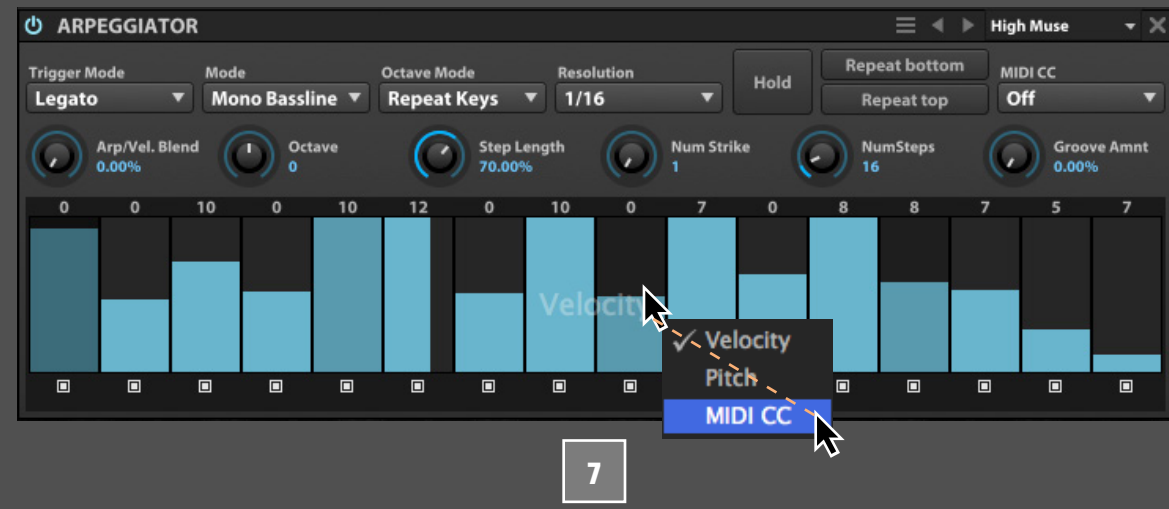 ARPEGGIATOR High Muse
Trigger Mode Mode Octave Mode Resolution Hold Repeat bottom MIDI CC
Legato Mono Bassline Repeat Keys 1/16 Repeat top Off
Arp/Vel. Blend Octave Step Length Num Strike NumSteps Groove Amnt
0.00% 0 70.00% 1 16 0.00%
0 0 10 0 10 12 0 10 0 7 0 8 8 7 5 7
Velocity
✓ Velocity
Pitch
MIDI CC
7